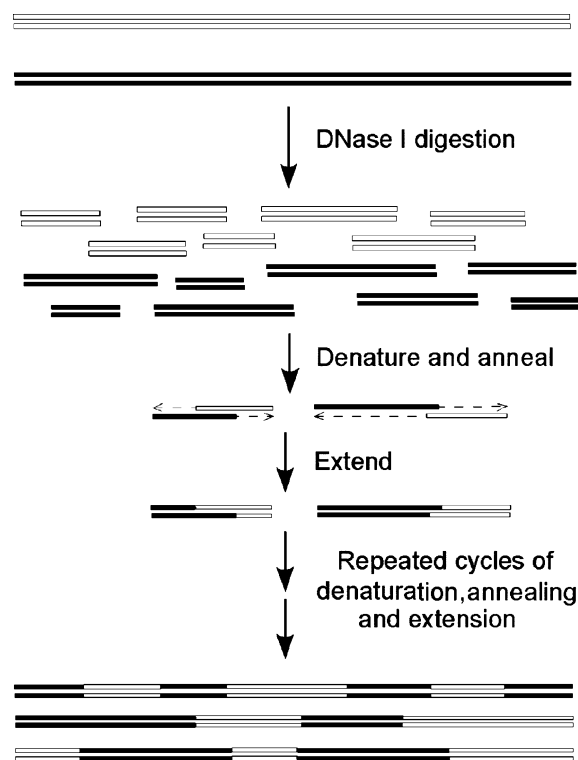 DNase I digestion
Denature and anneal
Extend
Repeated cycles of
denaturation,annealing
and extension